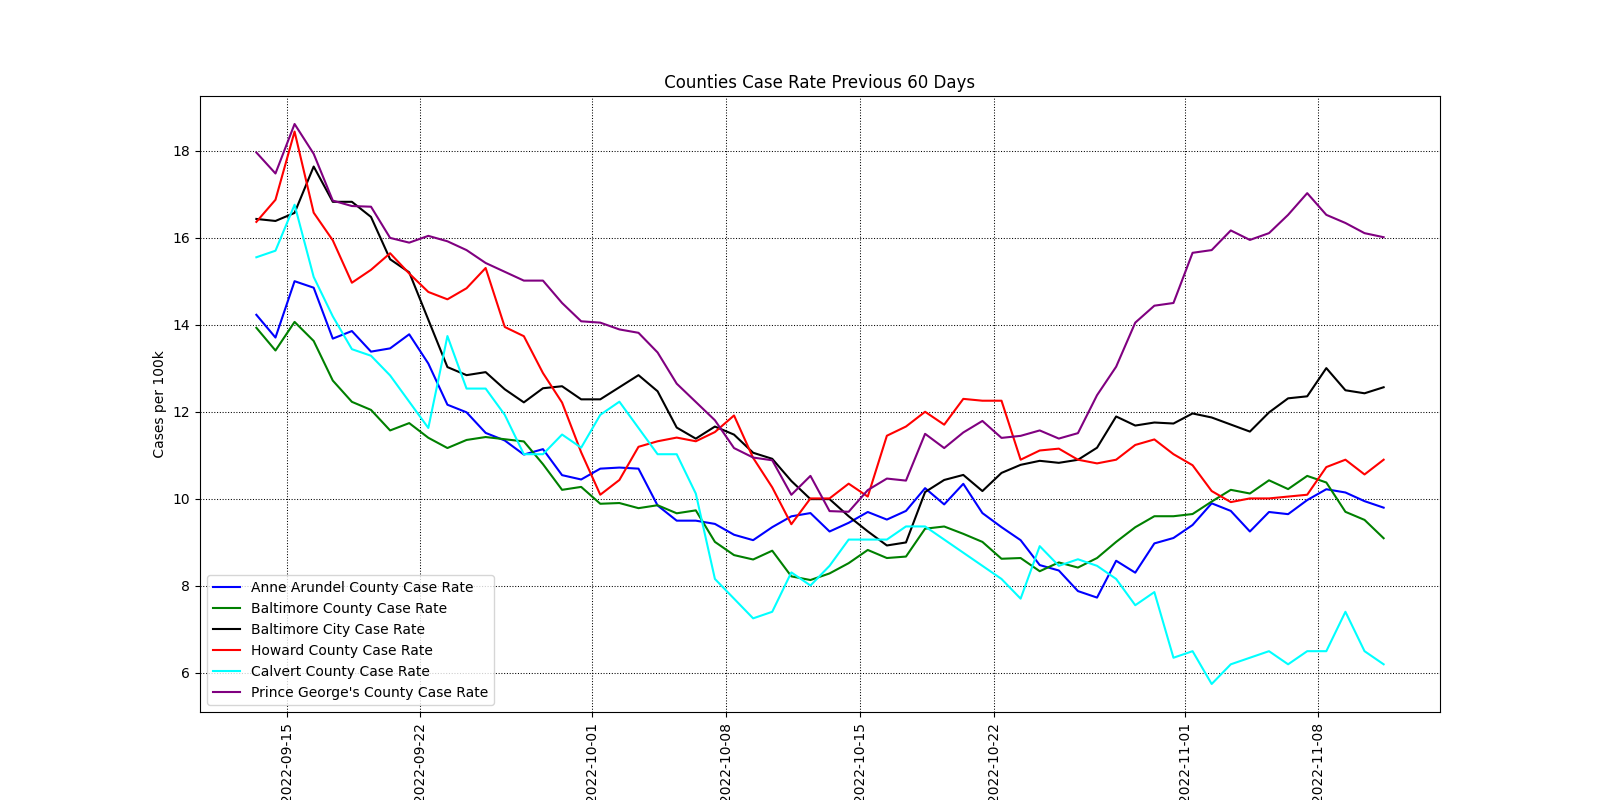 Counties Case Rate Previous 60 Days
Cases per 100k
18
16
14
12
10
8
6
Anne Arundel County Case Rate
Baltimore County Case Rate
Baltimore City Case Rate
Howard County Case Rate
Calvert County Case Rate
Prince George's County Case Rate
2022-09-15
2022-09-22
2022-10-01
2022-10-08
2022-10-15
2022-10-22
2022-11-01
2022-11-08